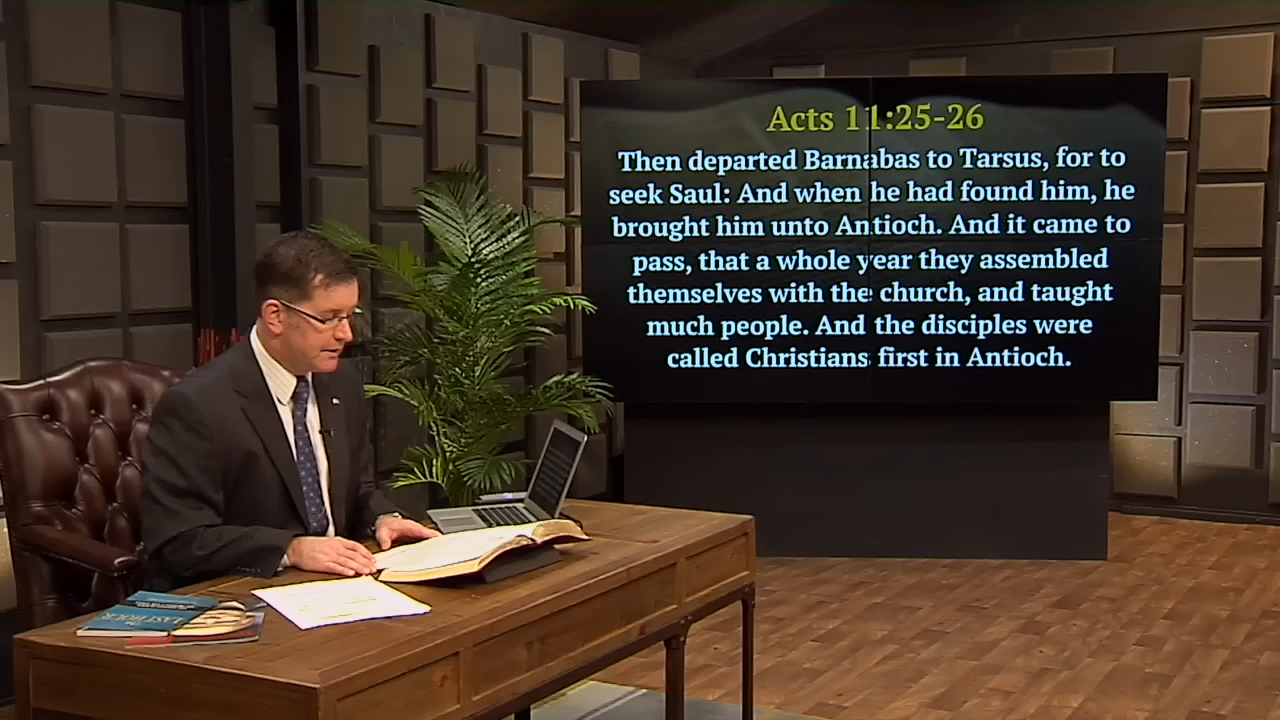 Acts 11:25-26
Then departed Barnabas to Tarsus, for to
seek Saul: And when he had found him, he
brought him unto Antioch. And it came to
pass, that a whole year they assembled
themselves with the church, and taught
much people. And the disciples were
called Christians first in Antioch.
LAST HOUR